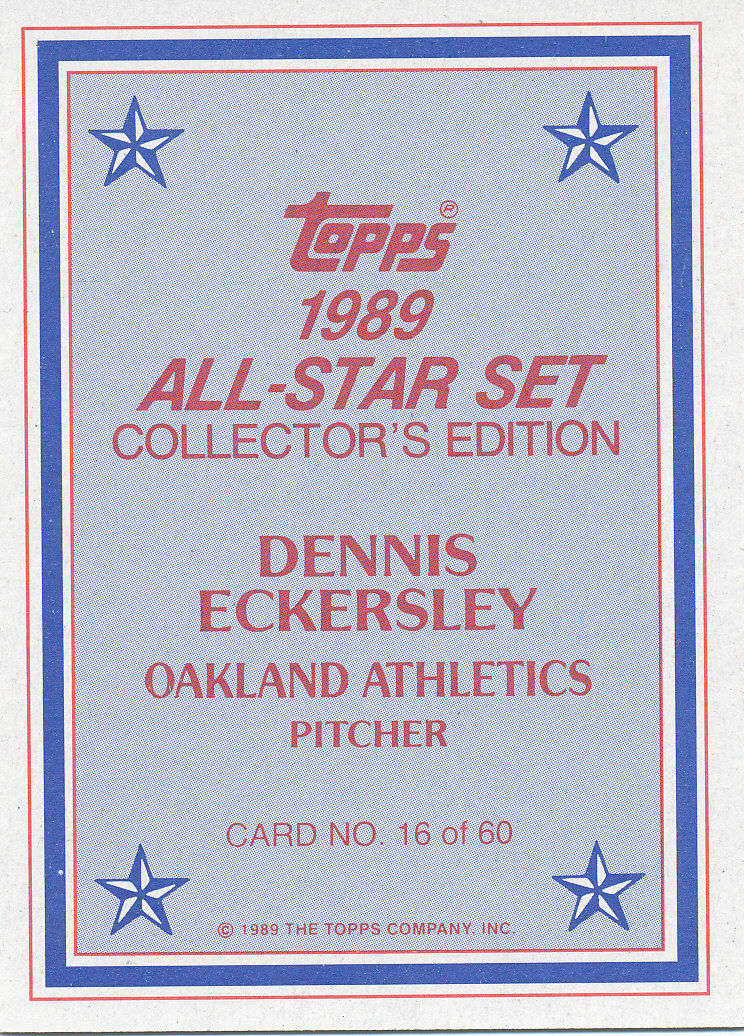 Topps ®
1989
ALL-STAR SET
COLLECTOR'S EDITION
DENNIS
ECKERSLEY
OAKLAND ATHLETICS
PITCHER
CARD NO. 16 of 60
© 1989 THE TOPPS COMPANY, INC.